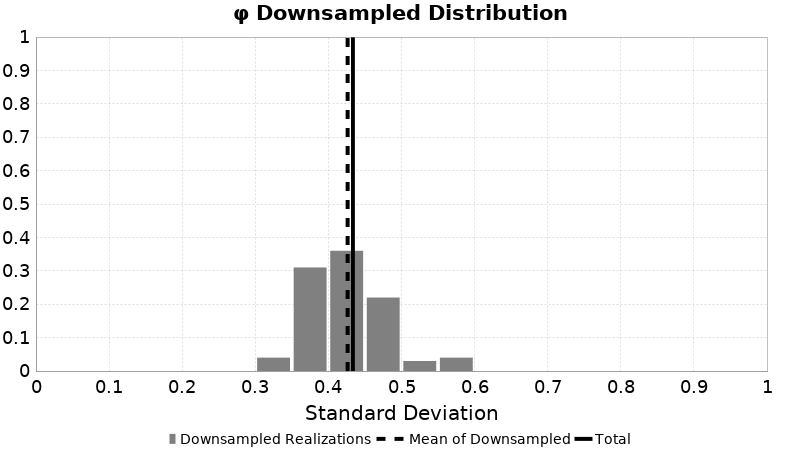 φ Downsampled Distribution
1
0.9
0.8
0.7
0.6
0.5
0.4
0.3
0.2
0.1
0
0 0.1 0.2 0.3 0.4 0.5 0.6 0.7 0.8 0.9 1
Standard Deviation
Downsampled Realizations Mean of Downsampled Total